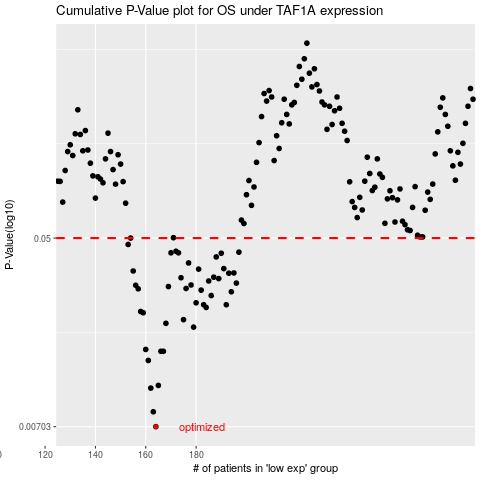 Cumulative P-Value plot for OS under TAF1A expression
P-Value(log10)
0.05
0.00703
optimized
0 120 140 160 180
# of patients in 'low exp' group